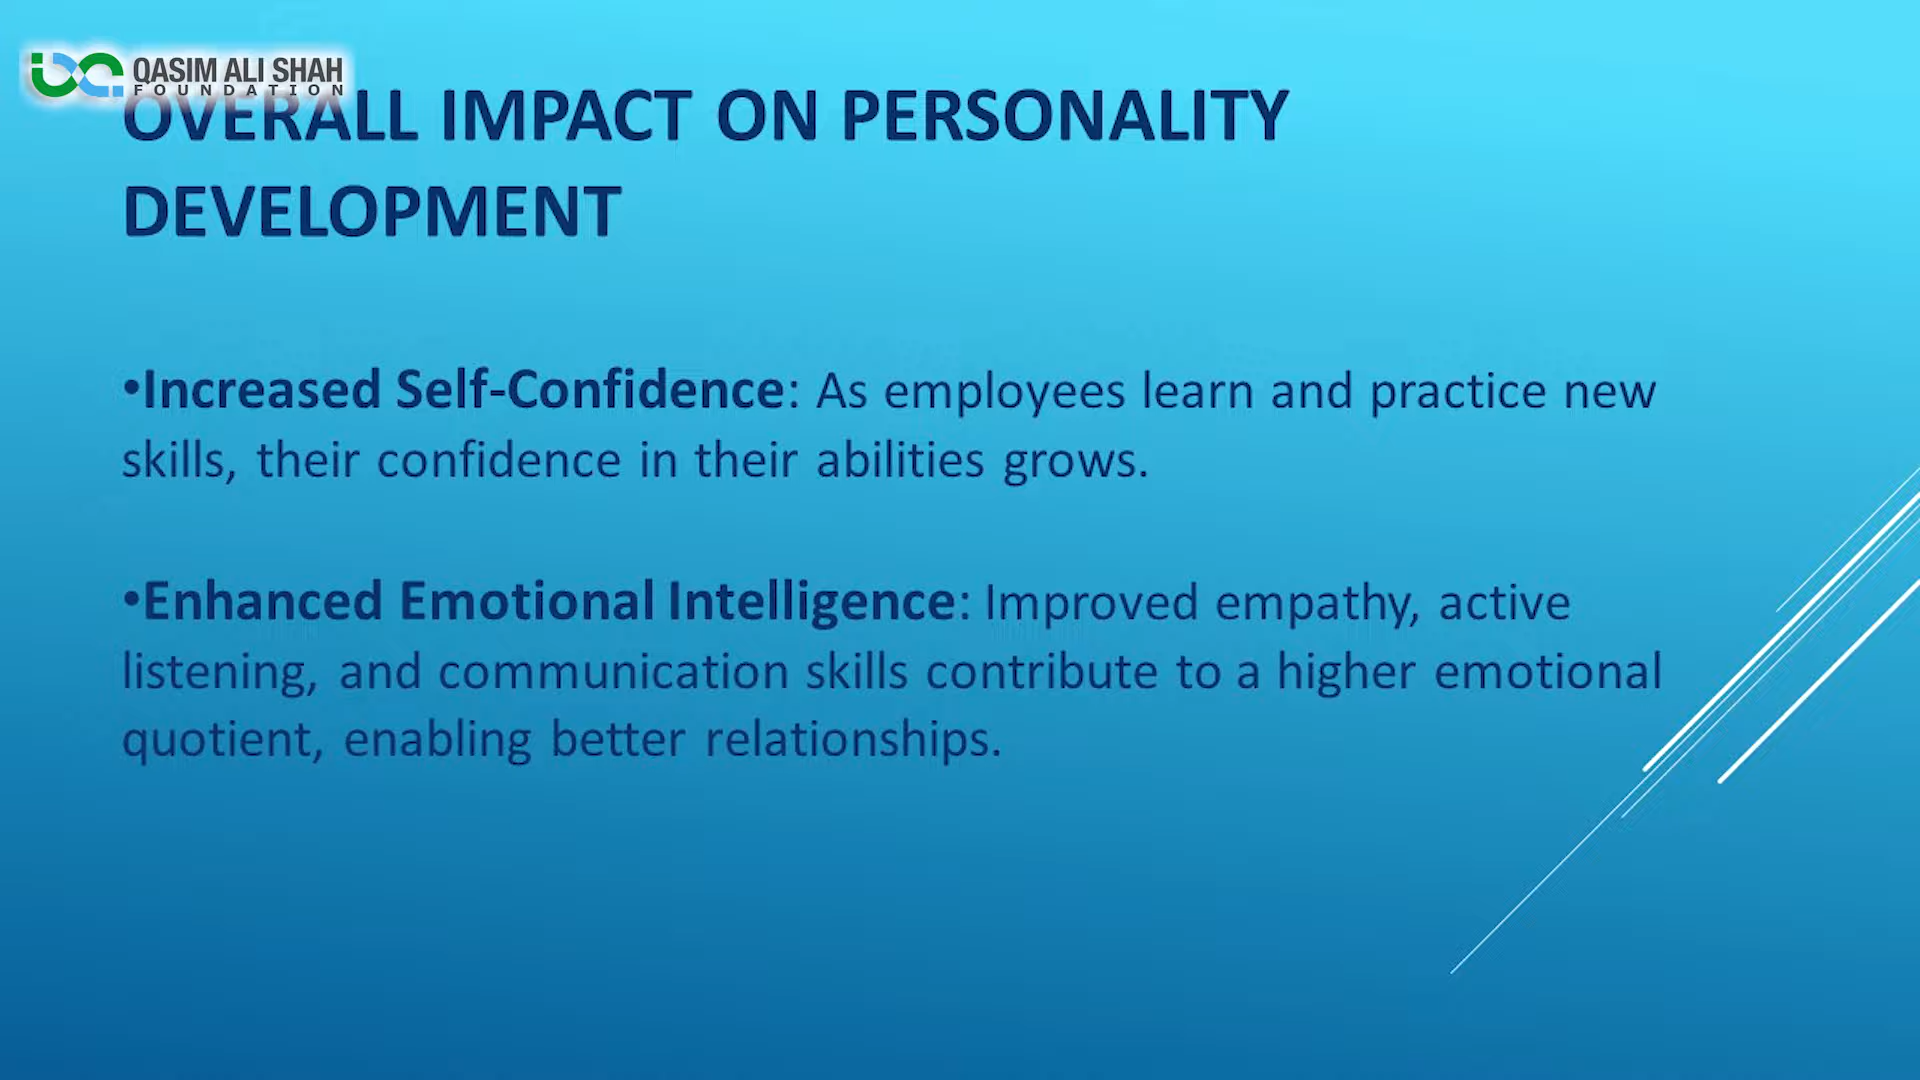 QASIM ALI SHAH
FOUNDATION
OVERALL IMPACT ON PERSONALITY
DEVELOPMENT
•Increased Self-Confidence: As employees learn and practice new
skills, their confidence in their abilities grows.
•Enhanced Emotional Intelligence: Improved empathy, active
listening, and communication skills contribute to a higher emotional
quotient, enabling better relationships.